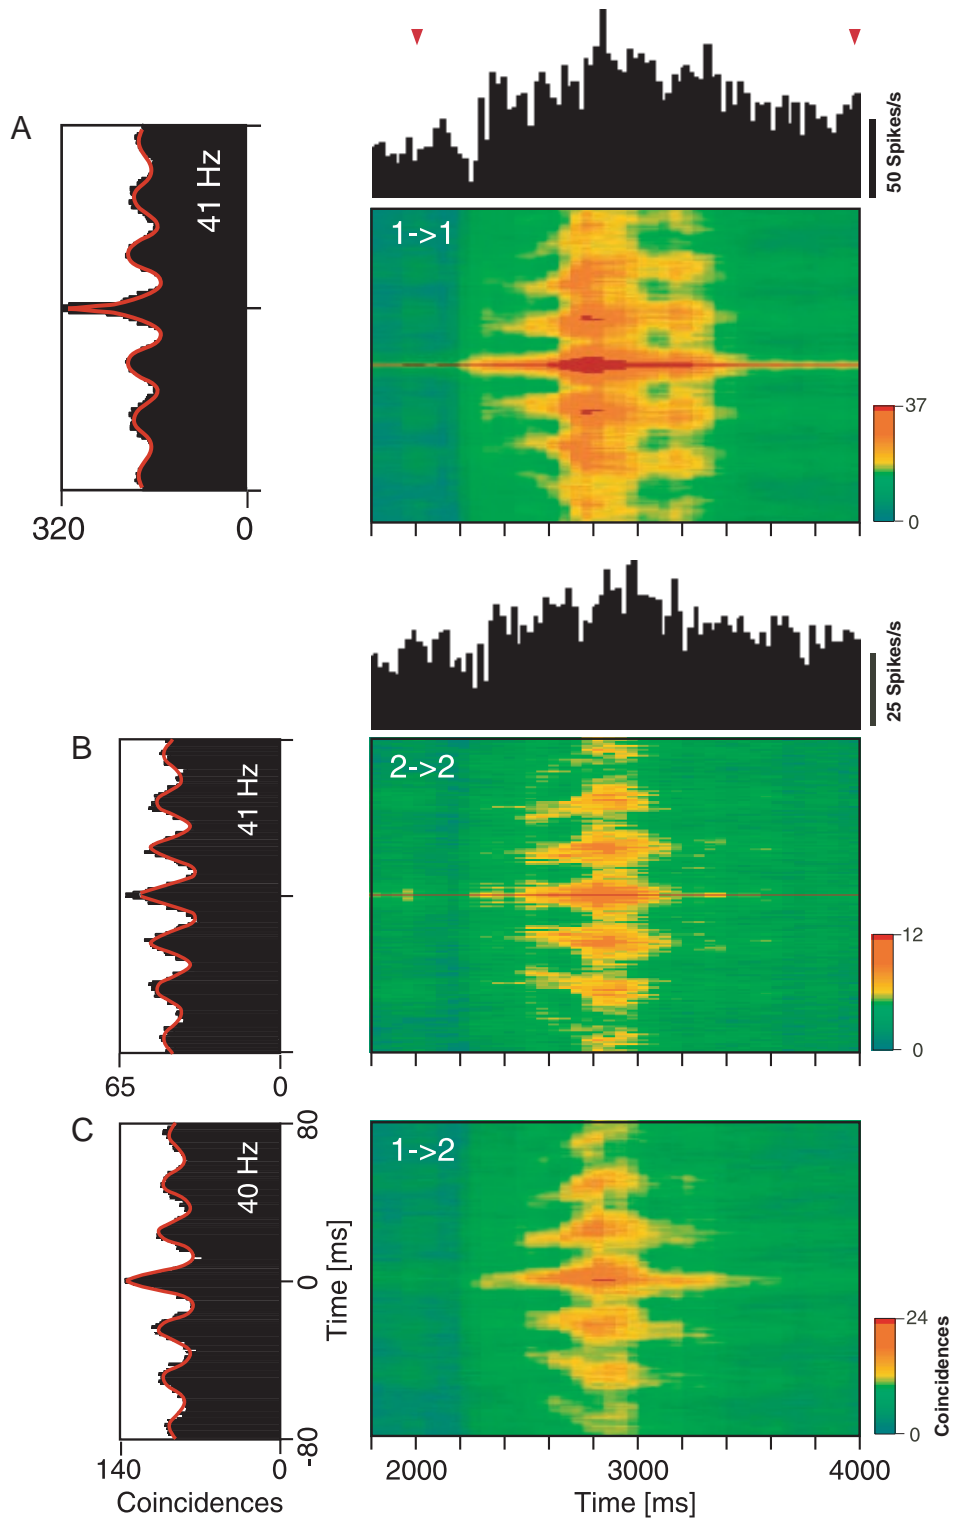 A
41 Hz
320
0
50 Spikes/s
1->1
37
0
25 Spikes/s
B
41 Hz
65
0
2->2
12
0
C
40 Hz
80
0
-80
Time [ms]
140
0
Coincidences
1->2
24
0
Coincidences
2000
3000
4000
Time [ms]